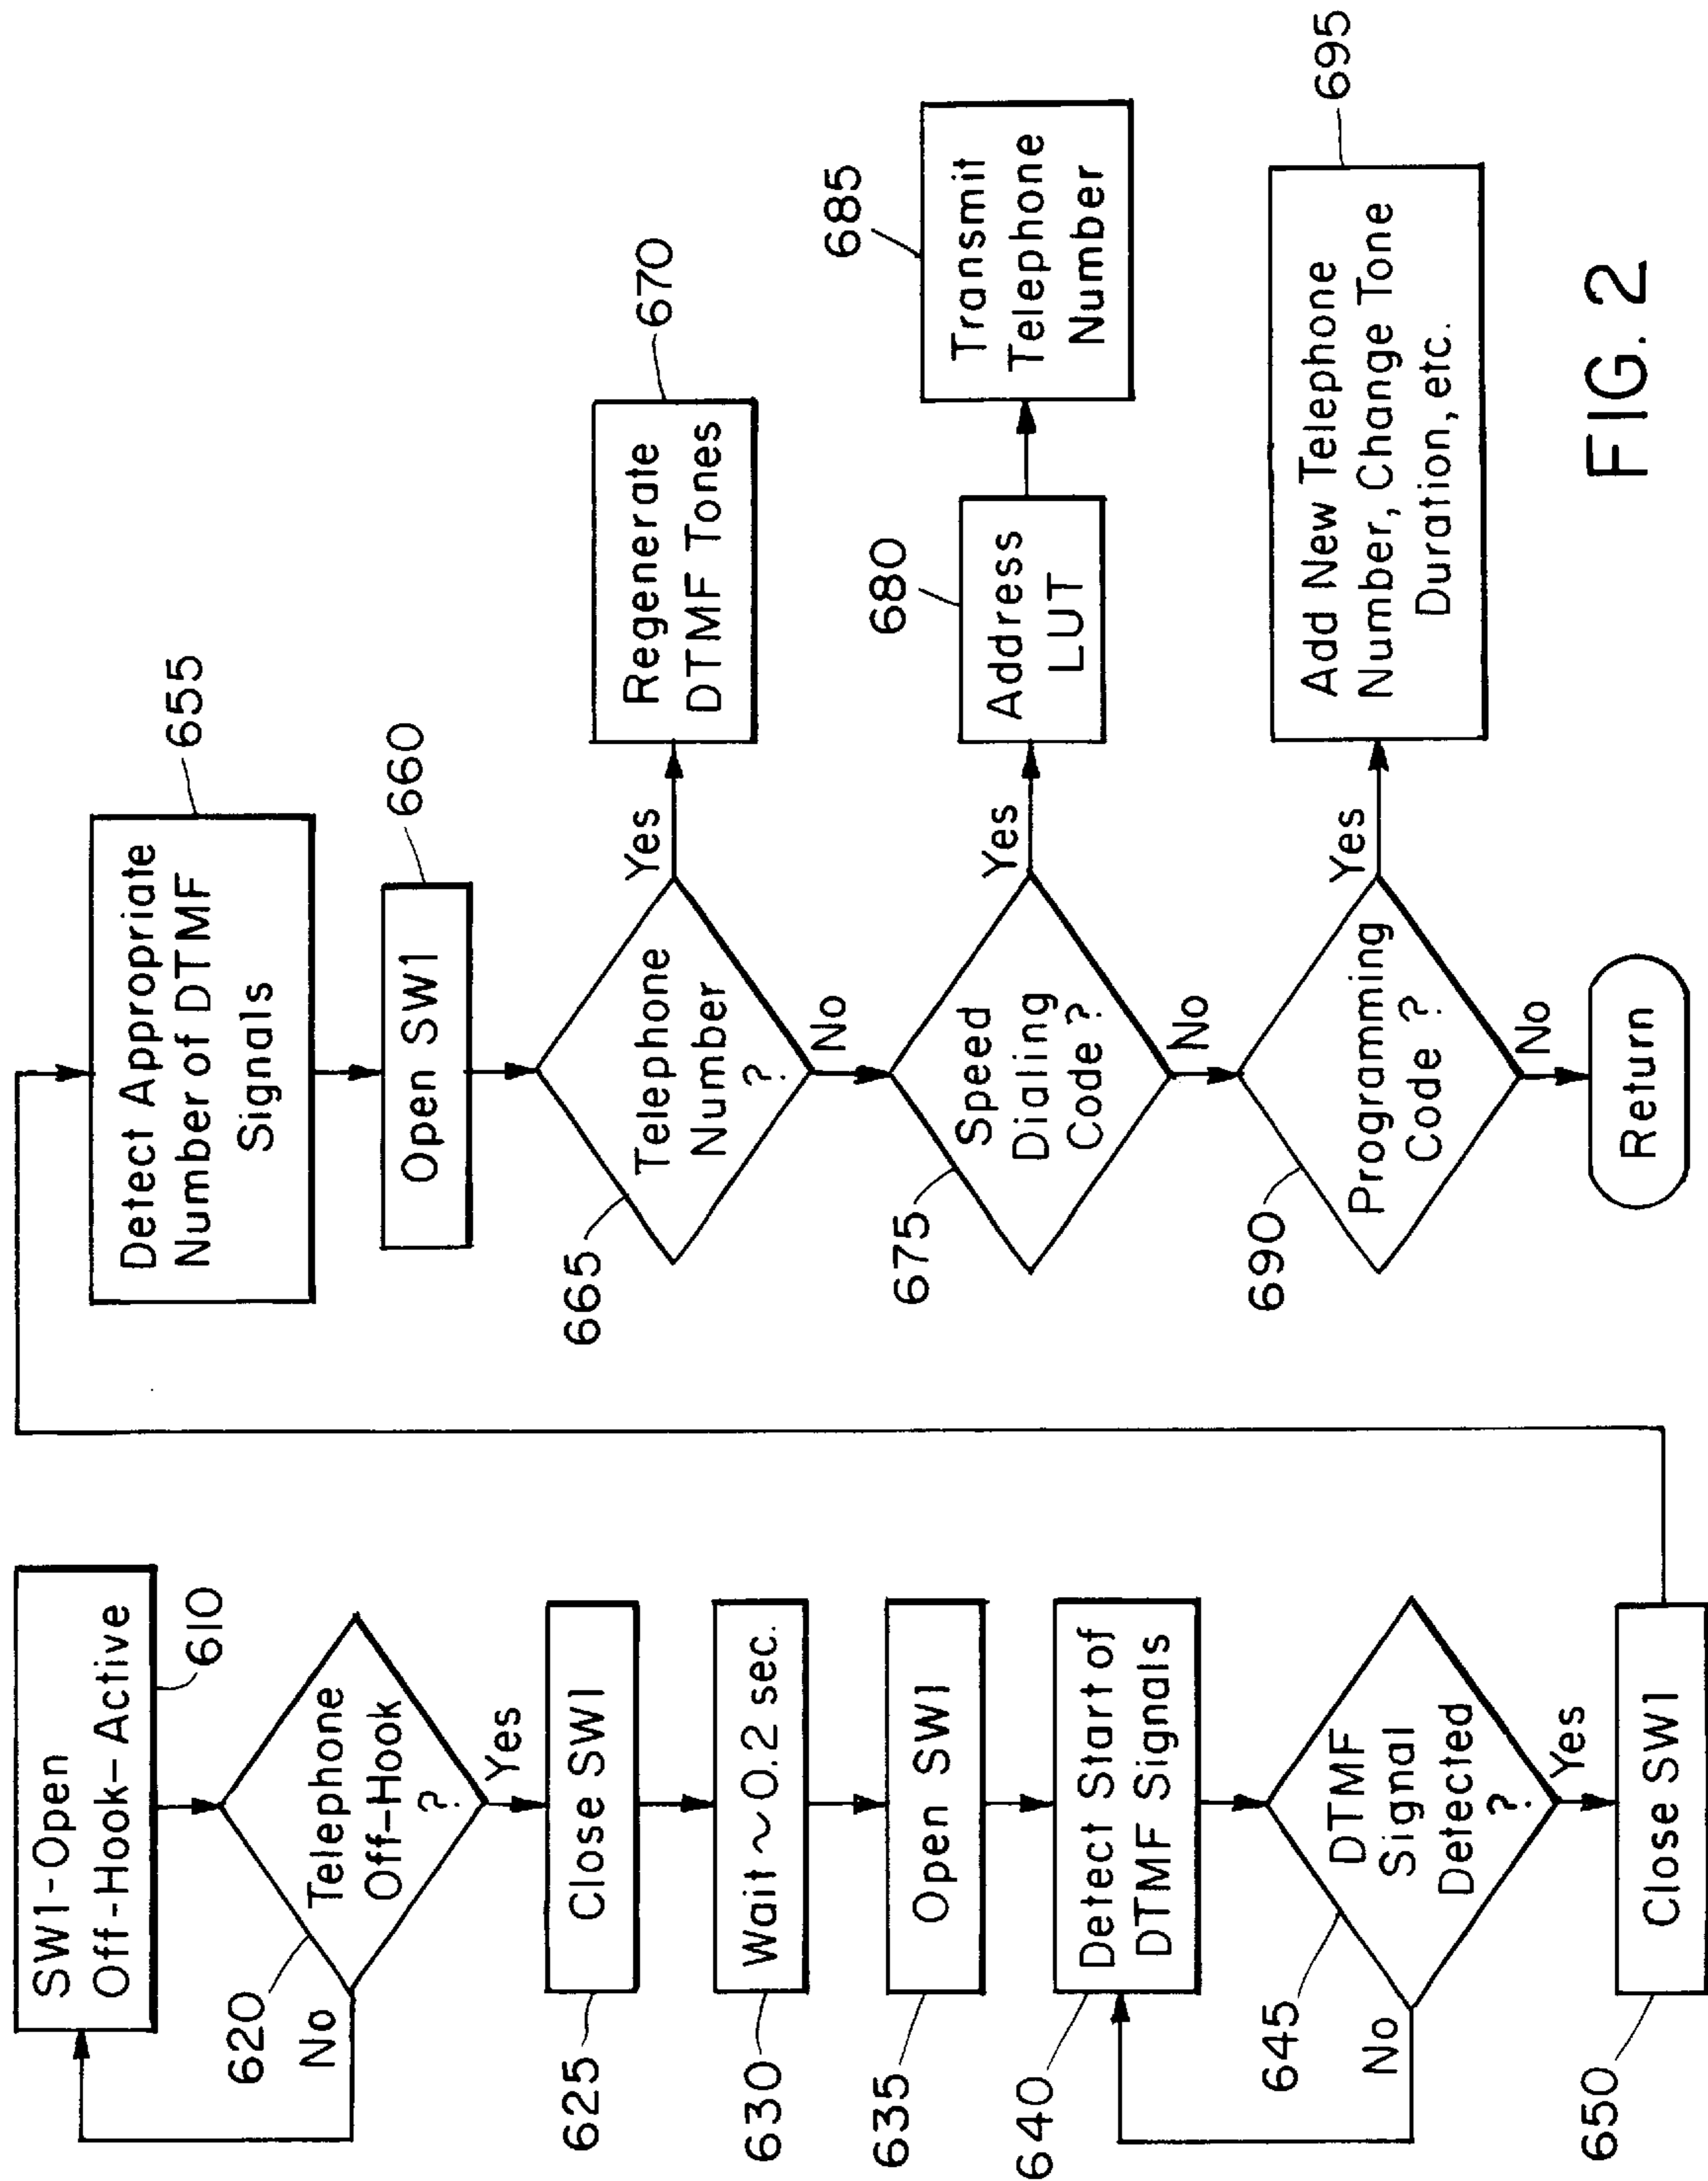 SW1-Open
Off-Hook-Active
610
Telephone
Off-Hook
?
620
No
Yes
Close SW1
625
Wait ~ 0.2 sec.
630
Open SW1
635
Detect Start of
DTMF Signals
640
DTMF
Signal
Detected
?
645
No
Yes
Close SW1
650
Detect Appropriate
Number of DTMF
Signals
655
Open SW1
660
Telephone
Number
?
665
Yes
Regenerate
DTMF Tones
670
No
Speed
Dialing
Code ?
675
Yes
Address
LUT
680
Transmit
Telephone
Number
685
No
Programming
Code ?
690
Yes
Add New Telephone
Number, Change Tone
Duration, etc.
695
No
Return
FIG. 2